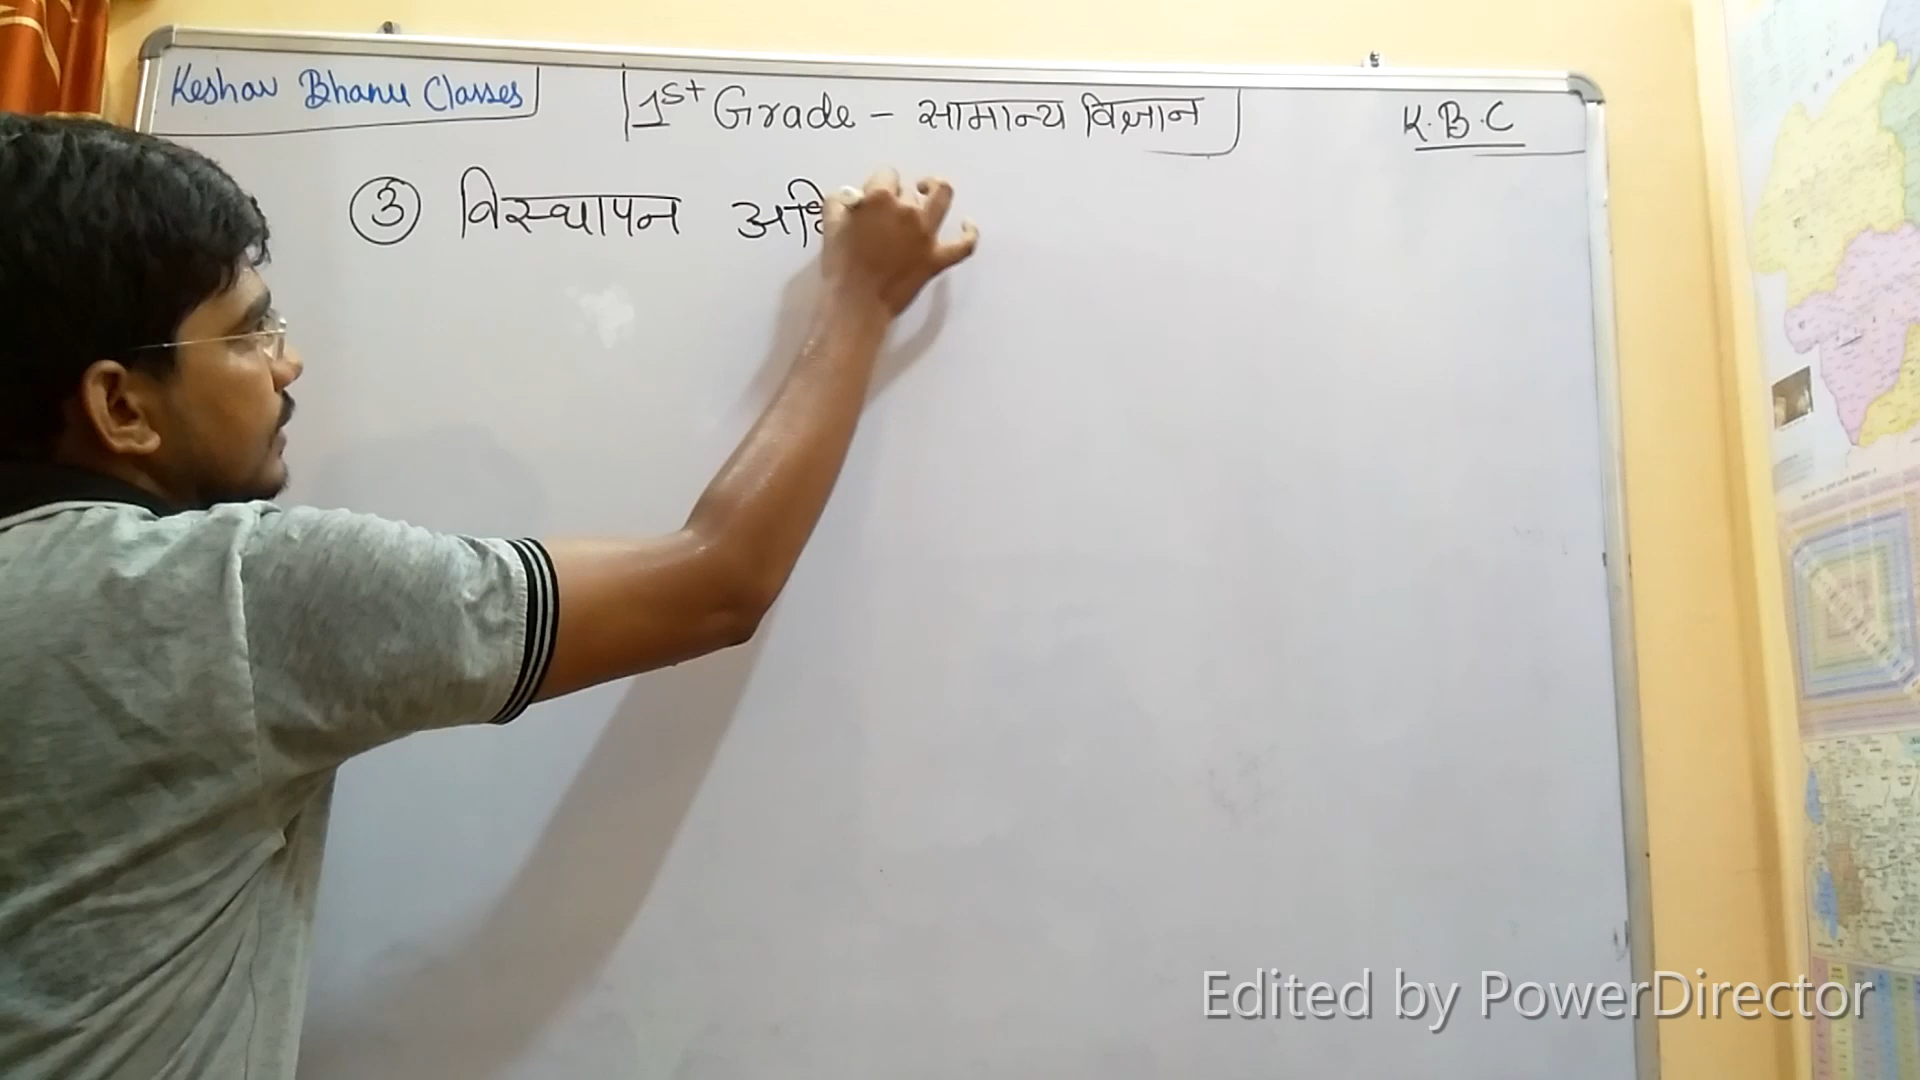 Keshav Bhanu Classes
1st Grade - सामान्य विज्ञान
K.B.C
③ विस्थापन
Edited by PowerDirector